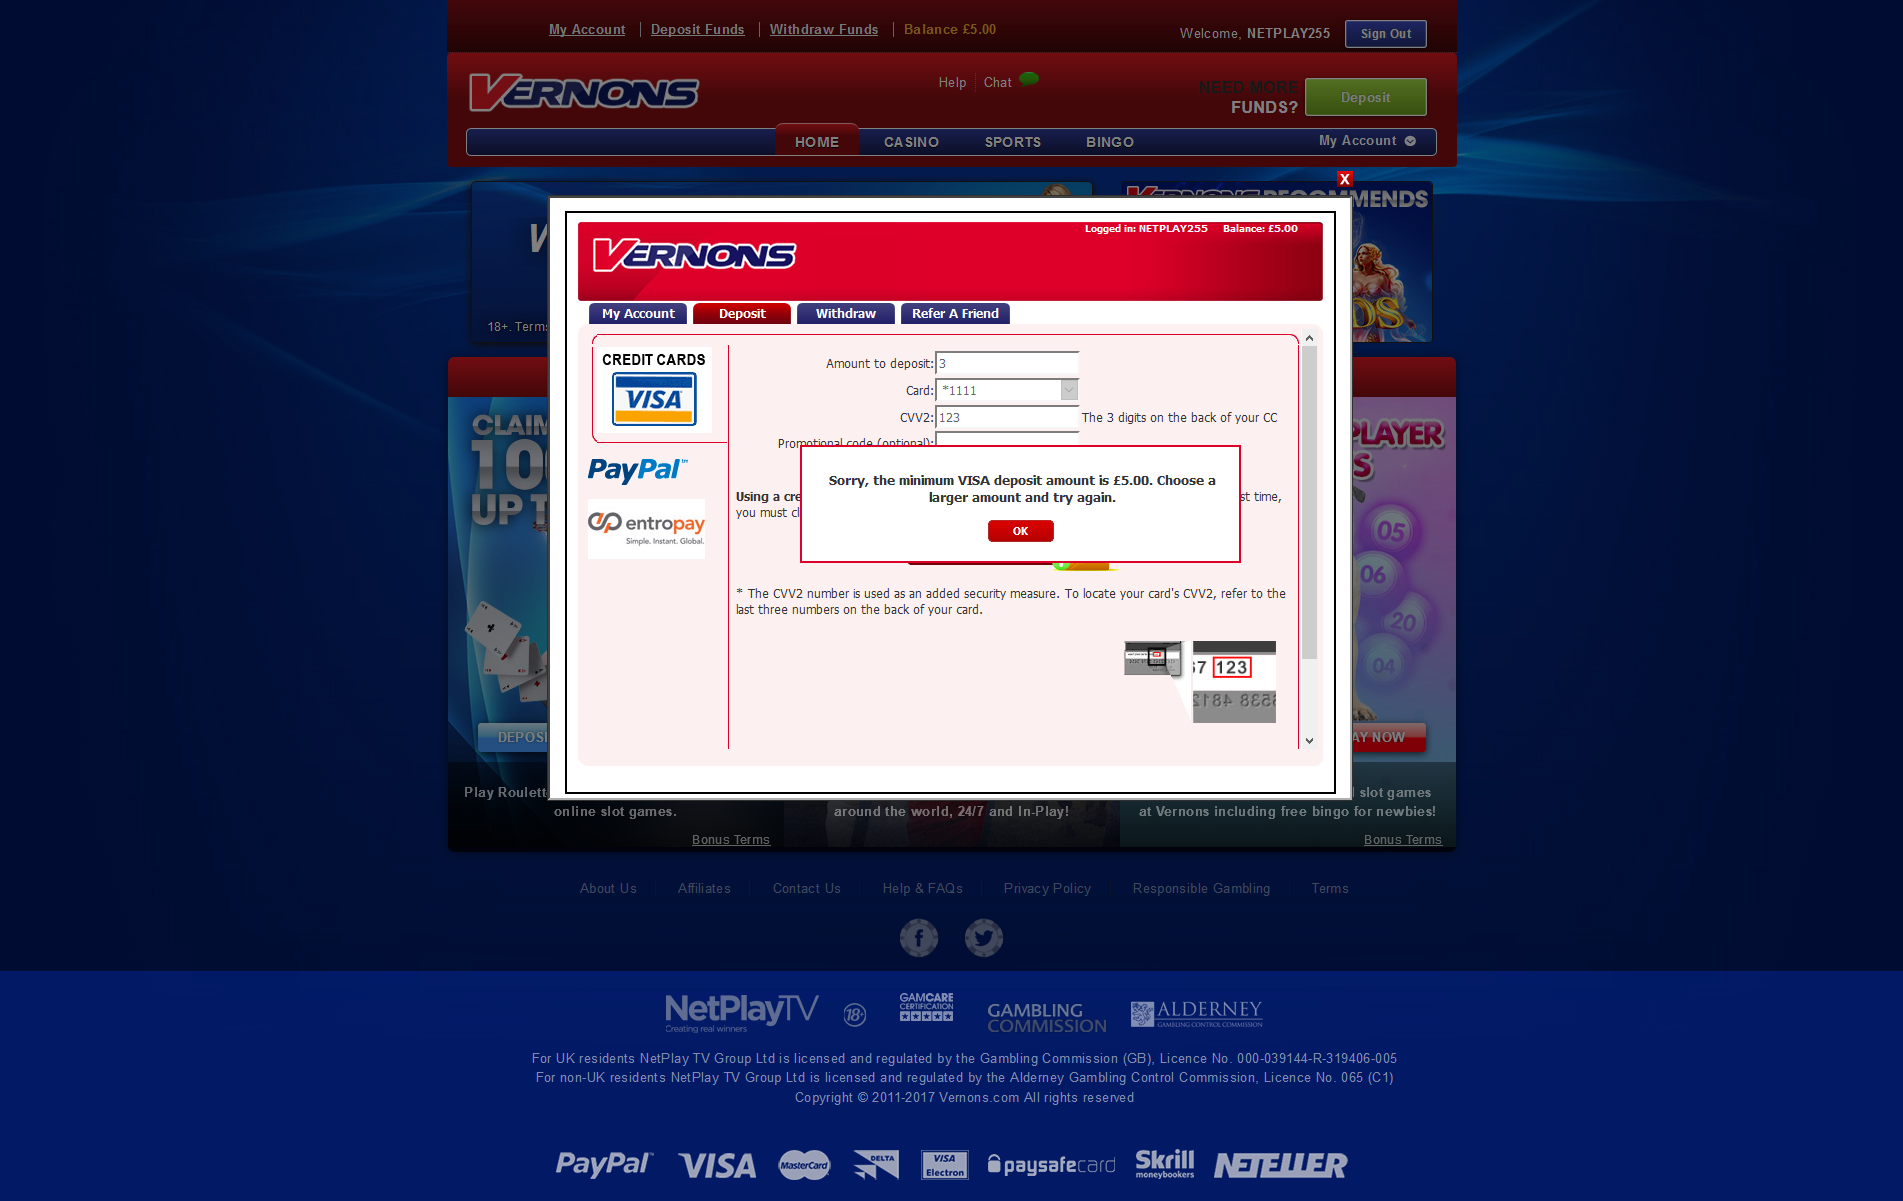 My Account | Deposit Funds | Withdraw Funds | Balance £5.00
Welcome, NETPLAY255
Sign Out
VERNONS
Help
Chat
NEED MORE
FUNDS?
Deposit
HOME
CASINO
SPORTS
BINGO
My Account
X
VERNONS RECOMMENDS
18+. Terms
Logged in: NETPLAY255 Balance: £5.00
VERNONS
My Account
Deposit
Withdraw
Refer A Friend
CREDIT CARDS
VISA
PayPal™
entropay
Simple. Instant. Global.
Amount to deposit: 3
Card: *1111
CVV2: 123 The 3 digits on the back of your CC
Promotional code (optional):
Using a cre
st time,
you must cl
Sorry, the minimum VISA deposit amount is £5.00. Choose a
larger amount and try again.
OK
* The CVV2 number is used as an added security measure. To locate your card's CVV2, refer to the
last three numbers on the back of your card.
67 123
CLAIM
100
UP T
PLAYER
S
05
06
20
04
DEPOSI
AY NOW
Play Roulett
online slot games.
Bonus Terms
around the world, 24/7 and In-Play!
slot games
at Vernons including free bingo for newbies!
Bonus Terms
About Us
Affiliates
Contact Us
Help & FAQs
Privacy Policy
Responsible Gambling
Terms
NetPlayTV
Creating real winners
18+
GAMCARE
CERTIFICATION
GAMBLING
COMMISSION
ALDERNEY
GAMBLING CONTROL COMMISSION
For UK residents NetPlay TV Group Ltd is licensed and regulated by the Gambling Commission (GB), Licence No. 000-039144-R-319406-005
For non-UK residents NetPlay TV Group Ltd is licensed and regulated by the Alderney Gambling Control Commission, Licence No. 065 (C1)
Copyright © 2011-2017 Vernons.com All rights reserved
PayPal™
VISA
MasterCard
DELTA
VISA
Electron
paysafecard
Skrill
moneybookers
NETELLER